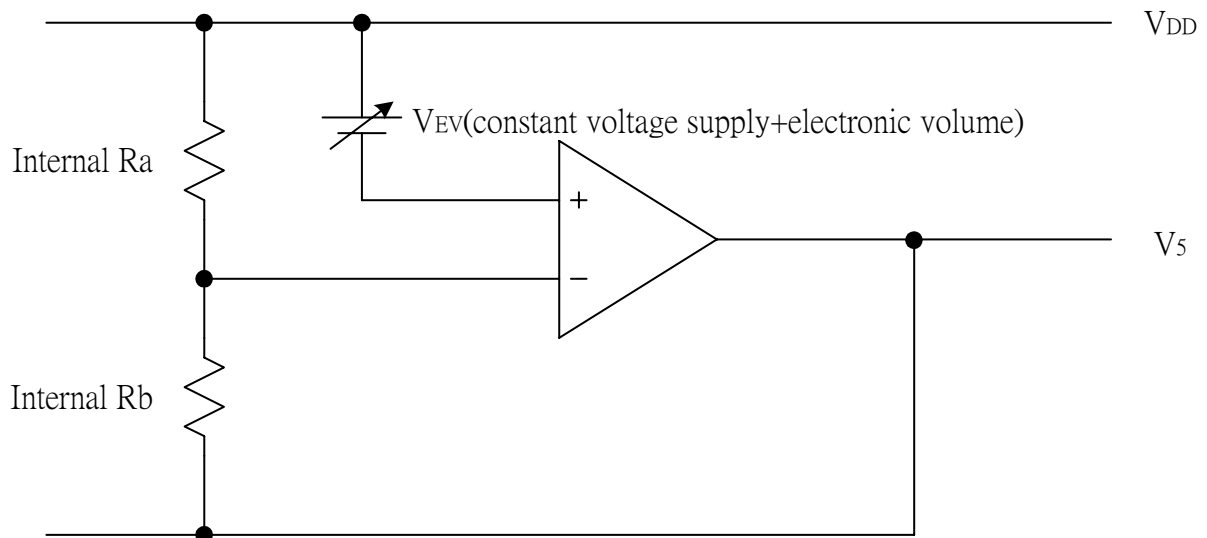 VDD
VEV(constant voltage supply+electronic volume)
Internal Ra
+
V5
−
Internal Rb